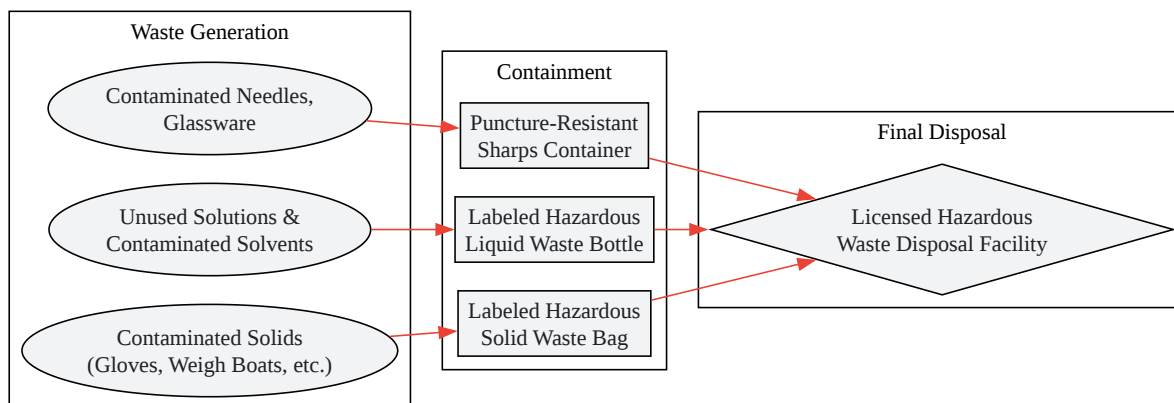 Waste Generation
Contaminated Needles,
Glassware
Unused Solutions &
Contaminated Solvents
Contaminated Solids
(Gloves, Weigh Boats, etc.)
Containment
Puncture-Resistant
Sharps Container
Labeled Hazardous
Liquid Waste Bottle
Labeled Hazardous
Solid Waste Bag
Final Disposal
Licensed Hazardous
Waste Disposal Facility